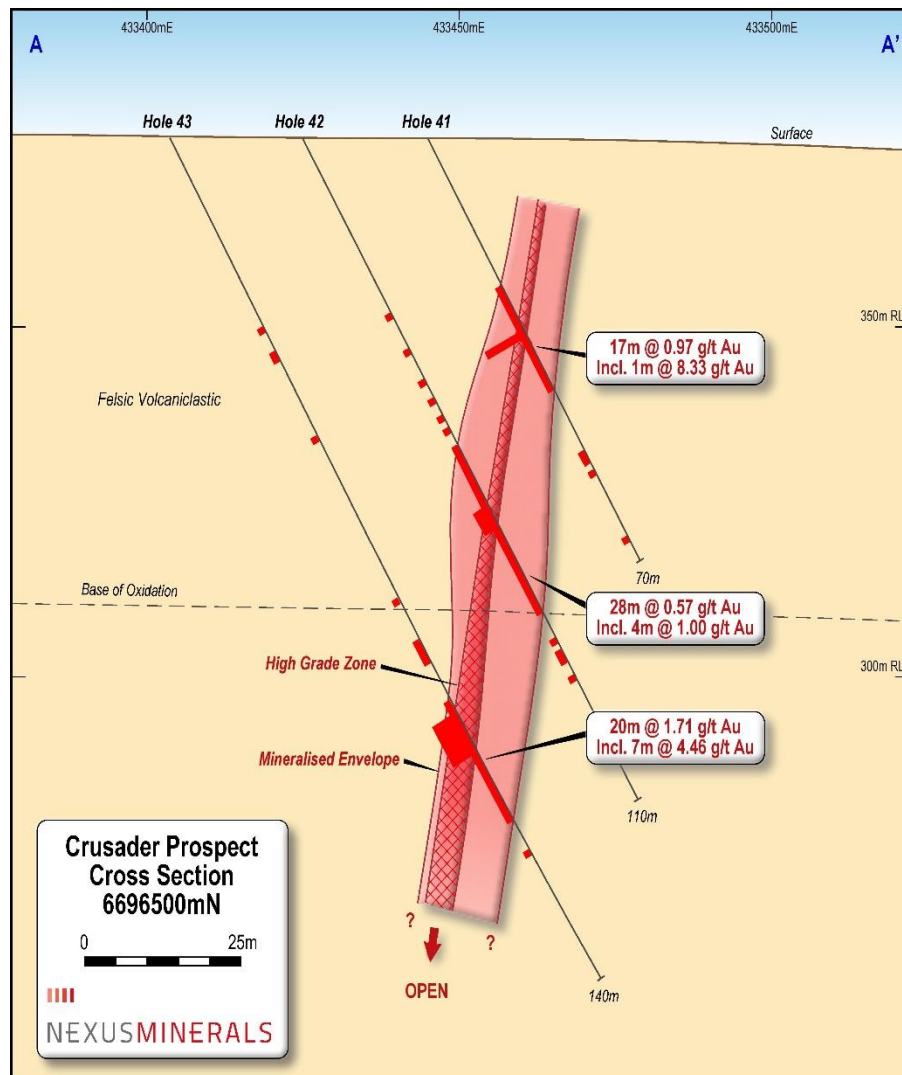 433400mE
433450mE
433500mE
A
A'
Hole 43
Hole 42
Hole 41
Surface
350m RL
17m @ 0.97 g/t Au
Incl. 1m @ 8.33 g/t Au
Felsic Volcaniclastic
70m
Base of Oxidation
28m @ 0.57 g/t Au
Incl. 4m @ 1.00 g/t Au
High Grade Zone
300m RL
20m @ 1.71 g/t Au
Incl. 7m @ 4.46 g/t Au
Mineralised Envelope
110m
Crusader Prospect
Cross Section
6696500mN
0
25m
?
?
OPEN
140m
NEXUSMINERALS